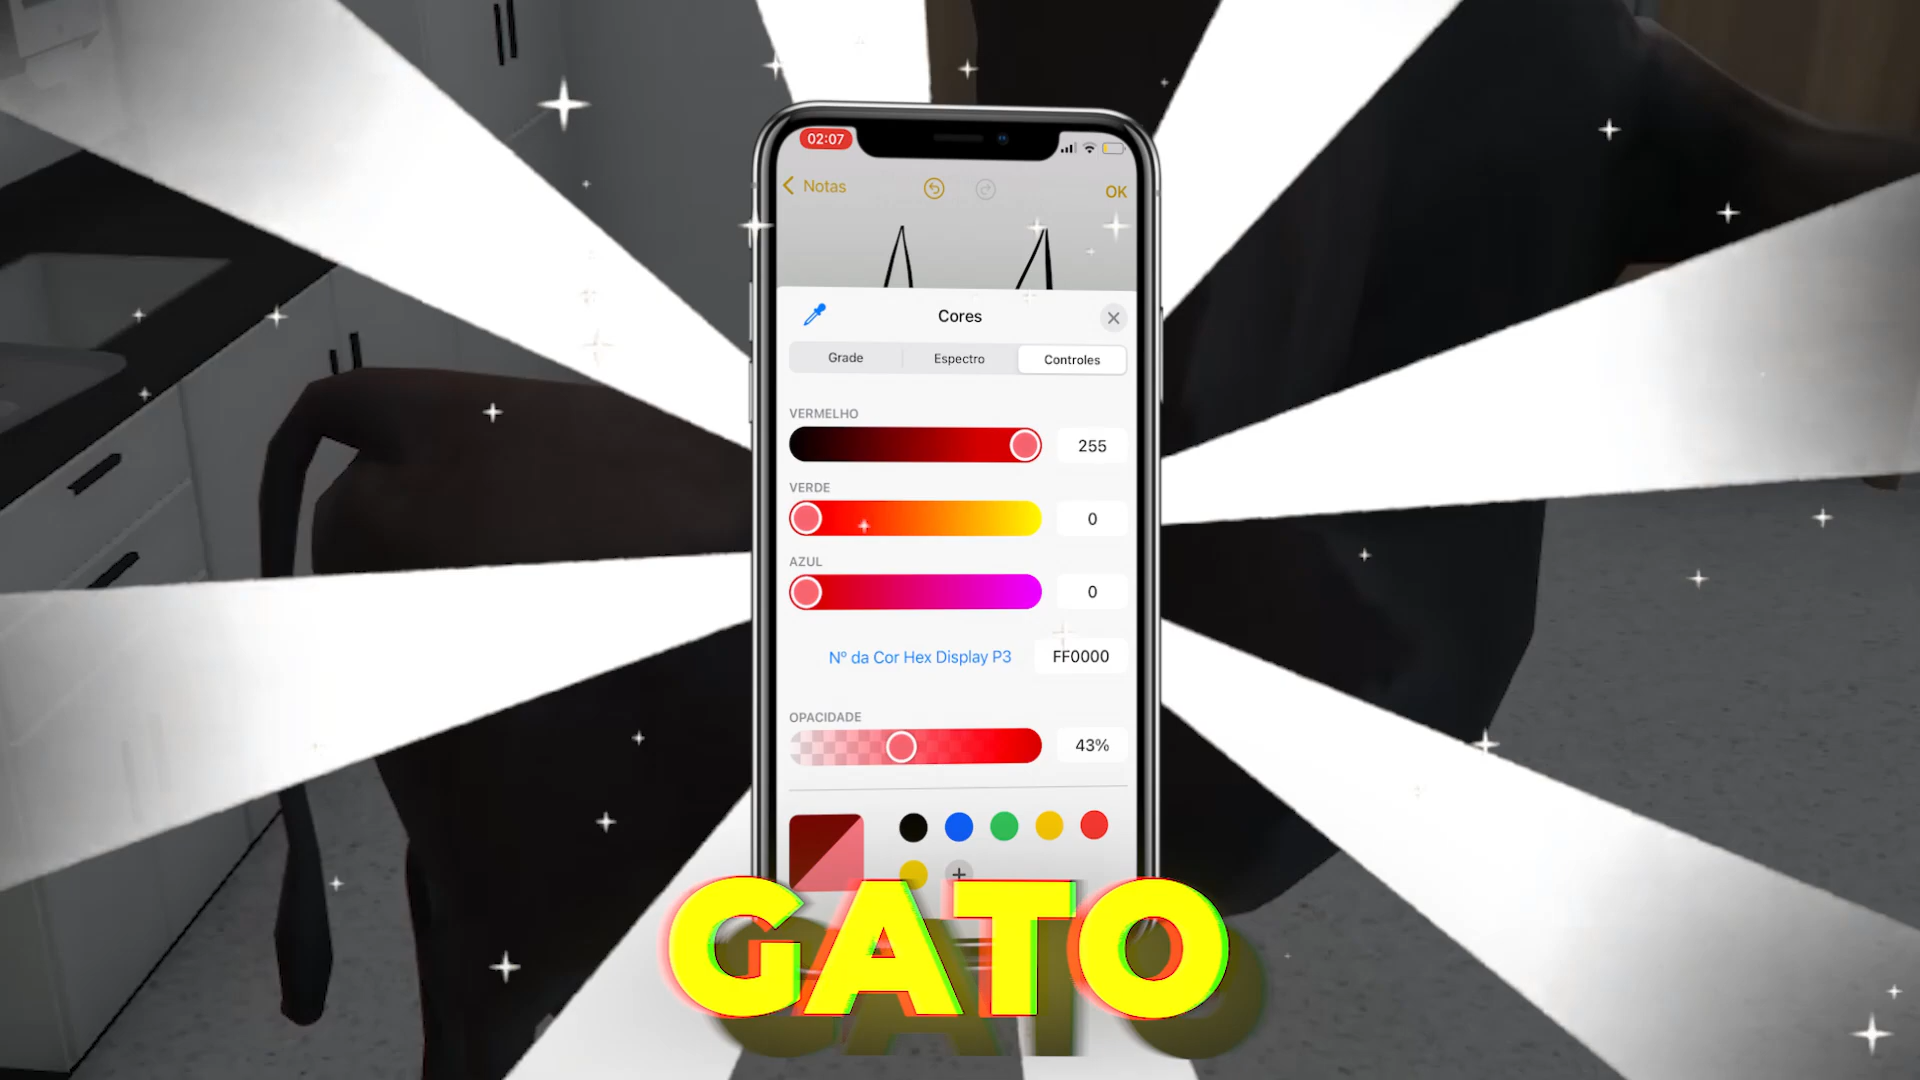 02:07
Notas
OK
Cores
Grade Espectro Controles
VERMELHO
255
VERDE
0
AZUL
0
Nº da Cor Hex Display P3 FF0000
OPACIDADE
43%
GATO